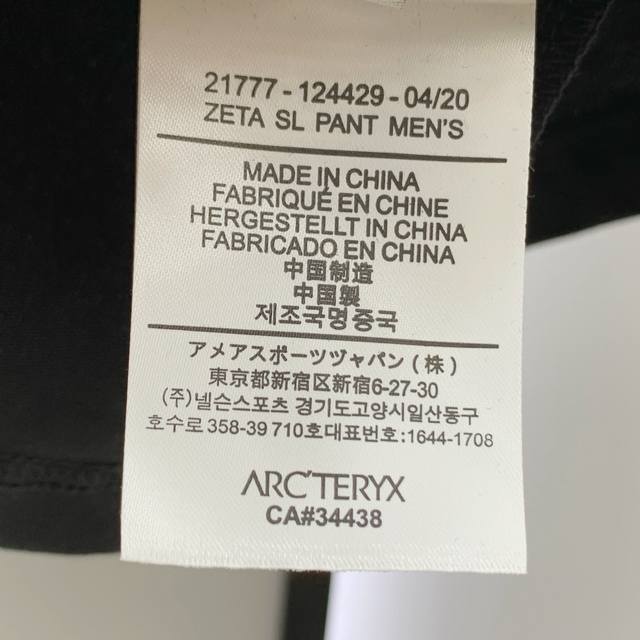 21777 - 124429 - 04/20
ZETA SL PANT MEN'S
MADE IN CHINA
FABRIQUÉ EN CHINE
HERGESTELLT IN CHINA
FABRICADO EN CHINA
中国制造
中国製
제조국명중국
アメアスポーツヅャパン ( 株 )
東京都新宿区新宿6-27-30
(주)넬슨스포츠 경기도고양시일산동구
호수로 358-39 710호대표번호:1644-1708
ARC'TERYX
CA#34438